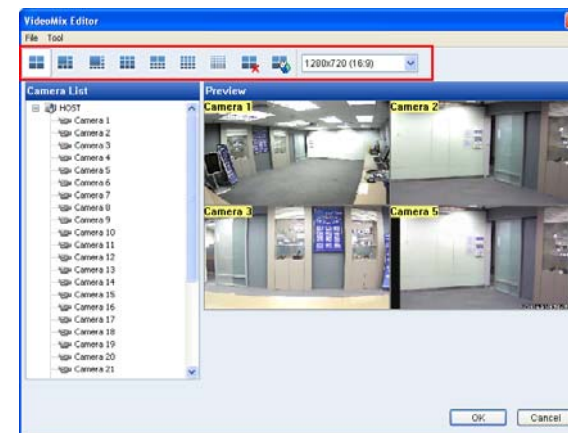 VideoMix Editor
File Tool
1280x720 (16:9)
Camera List
Preview
HOST
Camera 1
Camera 2
Camera 3
Camera 4
Camera 5
Camera 6
Camera 7
Camera 8
Camera 9
Camera 10
Camera 11
Camera 12
Camera 13
Camera 14
Camera 15
Camera 16
Camera 17
Camera 18
Camera 19
Camera 20
Camera 21
Camera 1
Camera 2
Camera 3
Camera 5
OK Cancel